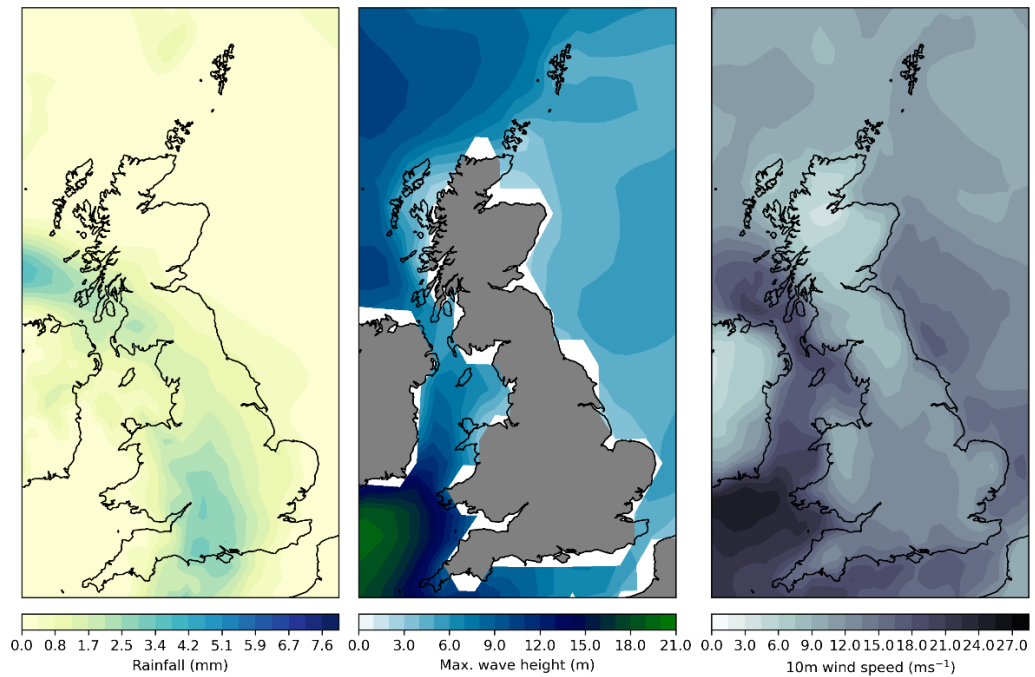 0.0 0.8 1.7 2.5 3.4 4.2 5.1 5.9 6.7 7.6
Rainfall (mm)
0.0 3.0 6.0 9.0 12.0 15.0 18.0 21.0
Max. wave height (m)
0.0 3.0 6.0 9.0 12.0 15.0 18.0 21.0 24.0 27.0
10m wind speed (ms⁻¹)